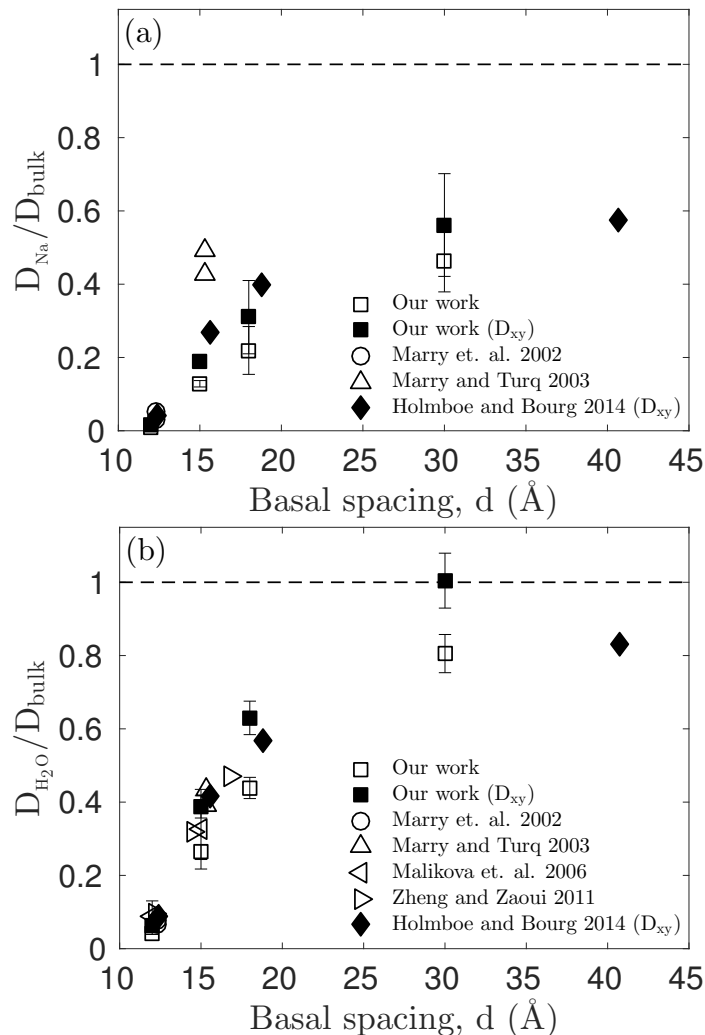 (a)
1
0.8
0.6
0.4
0.2
0
D_Na/D_bulk
Our work
Our work (D_xy)
Marry et. al. 2002
Marry and Turq 2003
Holmboe and Bourg 2014 (D_xy)
10 15 20 25 30 35 40 45
Basal spacing, d (Å)
(b)
1
0.8
0.6
0.4
0.2
0
D_H₂O/D_bulk
Our work
Our work (D_xy)
Marry et. al. 2002
Marry and Turq 2003
Malikova et. al. 2006
Zheng and Zaoui 2011
Holmboe and Bourg 2014 (D_xy)
10 15 20 25 30 35 40 45
Basal spacing, d (Å)